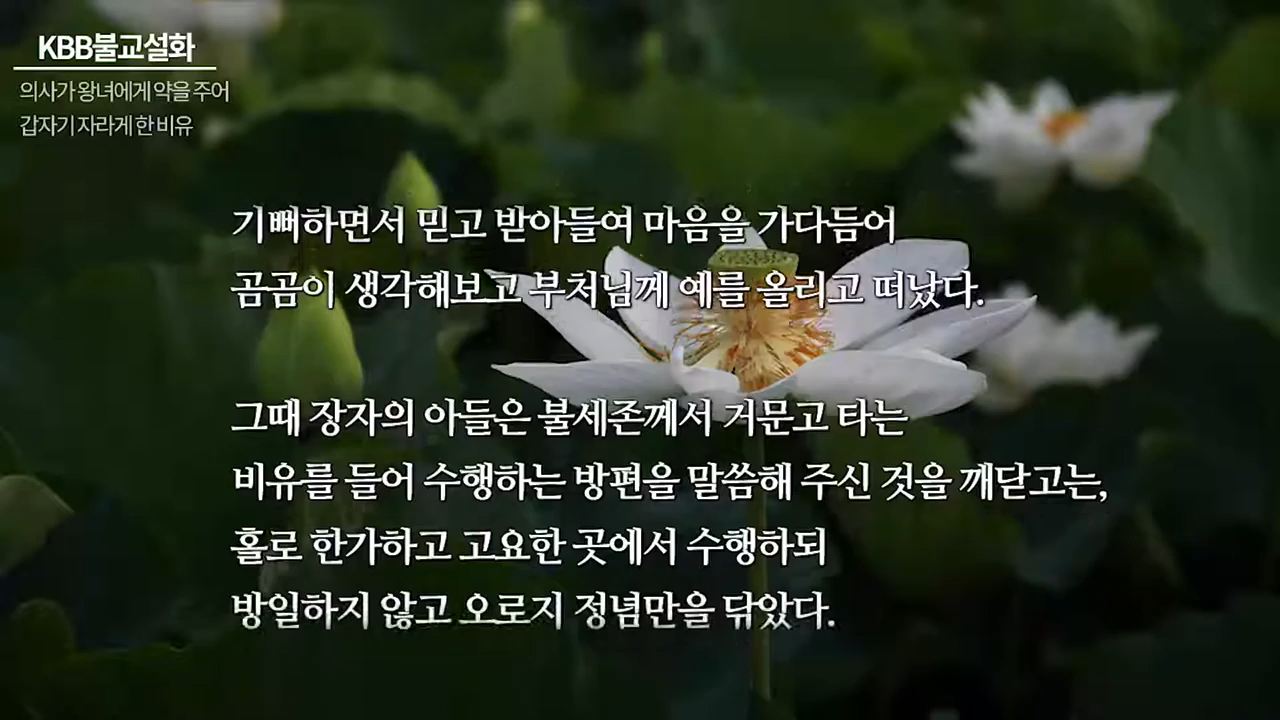 KBB불교설화
의사가 왕녀에게 약을 주어
갑자기 자라게 한 비유
기뻐하면서 믿고 받아들여 마음을 가다듬어
곰곰이 생각해보고 부처님께 예를 올리고 떠났다.
그때 장자의 아들은 불세존께서 거문고 타는
비유를 들어 수행하는 방편을 말씀해 주신 것을 깨닫고는,
홀로 한가하고 고요한 곳에서 수행하되
방일하지 않고 오로지 정념만을 닦았다.